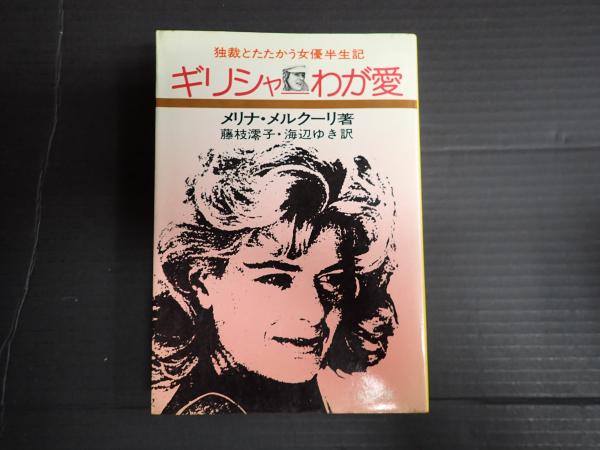 独裁とたたかう女優半生記
ギリシャわが愛
メリナ・メルクーリ著
藤枝澪子・海辺ゆき訳